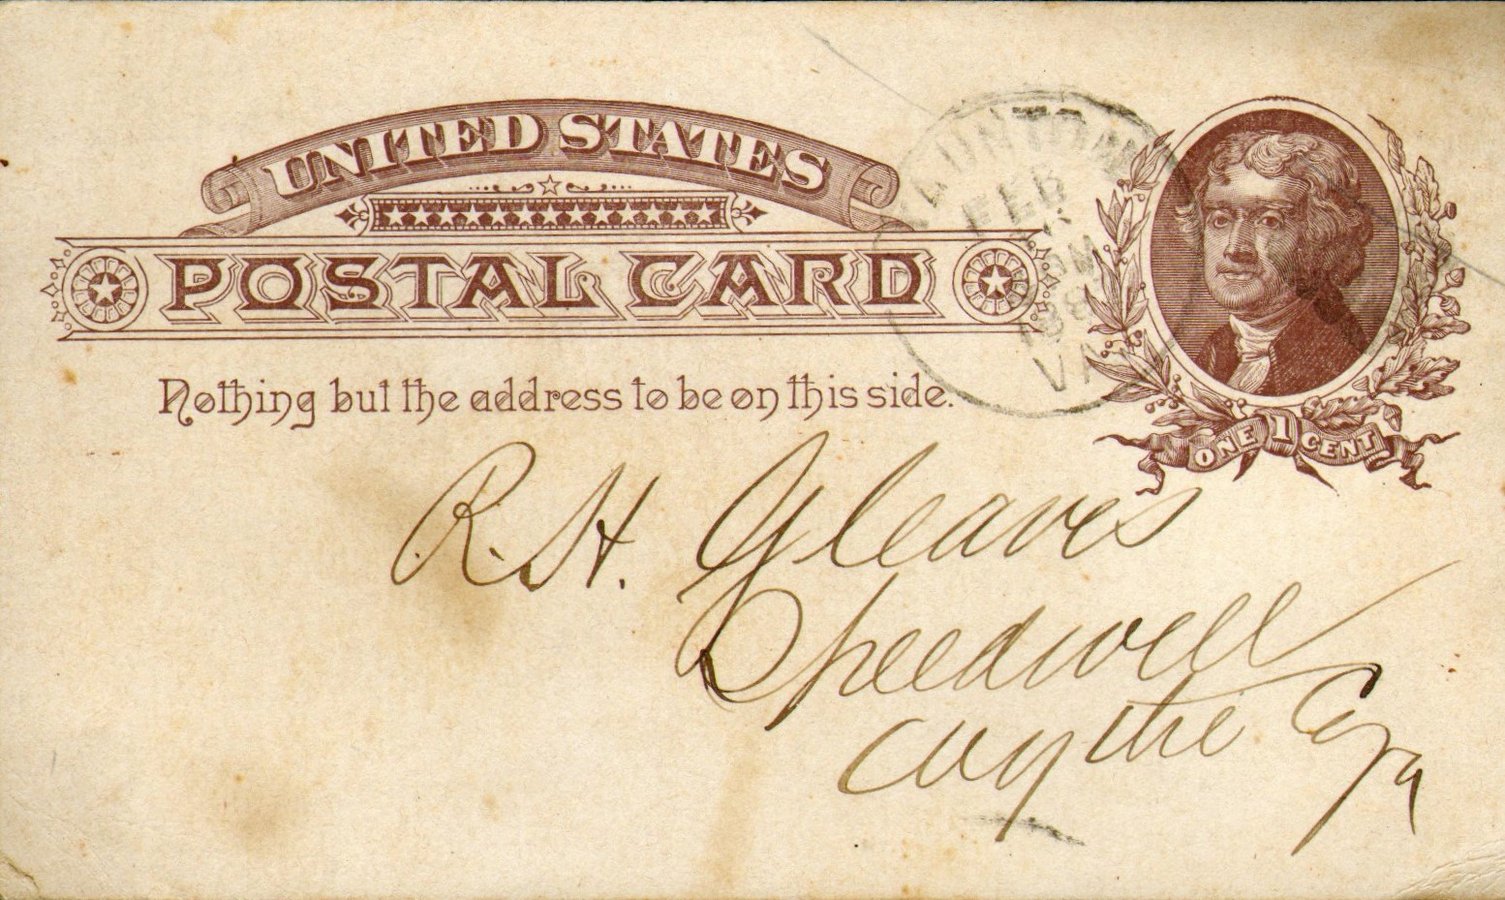 UNITED STATES
POSTAL CARD
Nothing but the address to be on this side.
STAUNTON
FEB
VA
ONE 1 CENT
R. H. Gleaves
Speedwell
Wythe Co Va